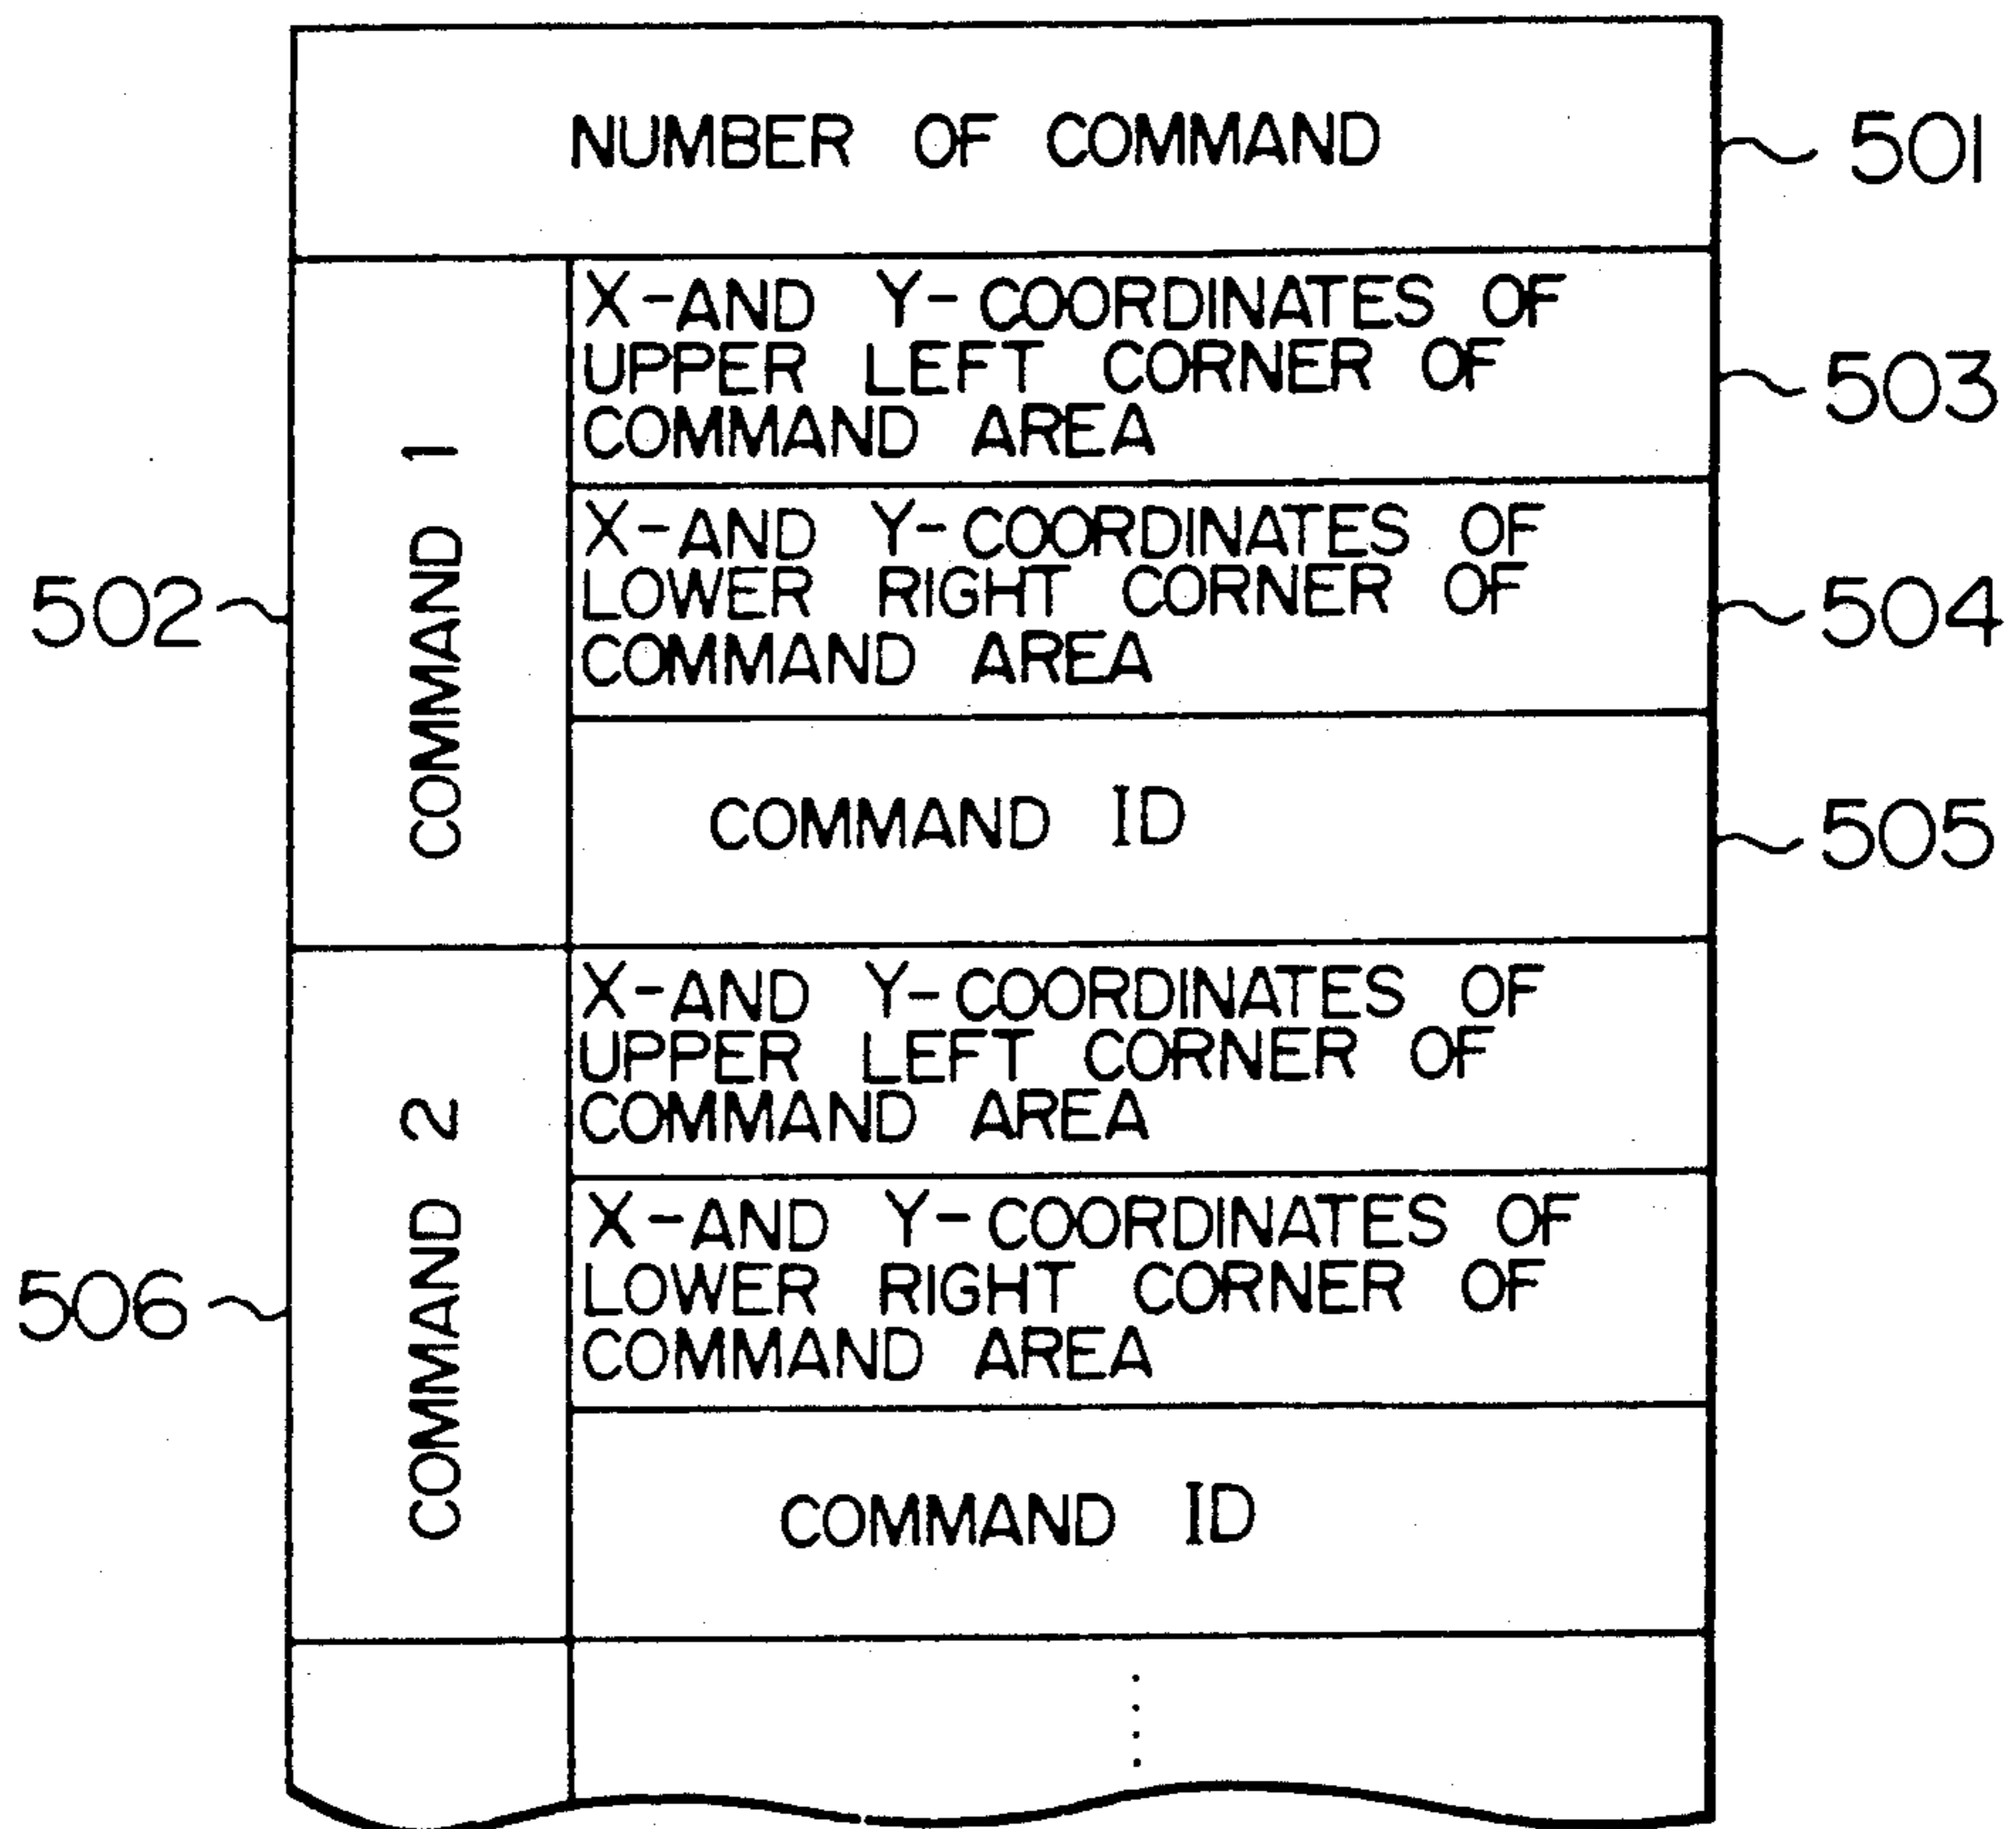 NUMBER OF COMMAND
501
X-AND Y-COORDINATES OF
UPPER LEFT CORNER OF
COMMAND AREA
503
COMMAND 1
502
X-AND Y-COORDINATES OF
LOWER RIGHT CORNER OF
COMMAND AREA
504
COMMAND ID
505
X-AND Y-COORDINATES OF
UPPER LEFT CORNER OF
COMMAND AREA
COMMAND 2
506
X-AND Y-COORDINATES OF
LOWER RIGHT CORNER OF
COMMAND AREA
COMMAND ID